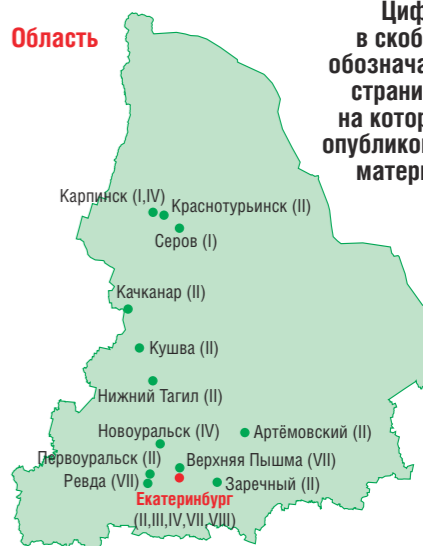 Область
Циф
в скоб
обознача
страни
на котор
опублико
матери
Карпинск (I,IV)
Краснотурьинск (II)
Серов (I)
Качканар (II)
Кушва (II)
Нижний Тагил (II)
Новоуральск (IV)
Артёмовский (II)
Первоуральск (II)
Верхняя Пышма (VII)
Ревда (VII)
Заречный (II)
Екатеринбург
(II,III,IV,VII,VIII)